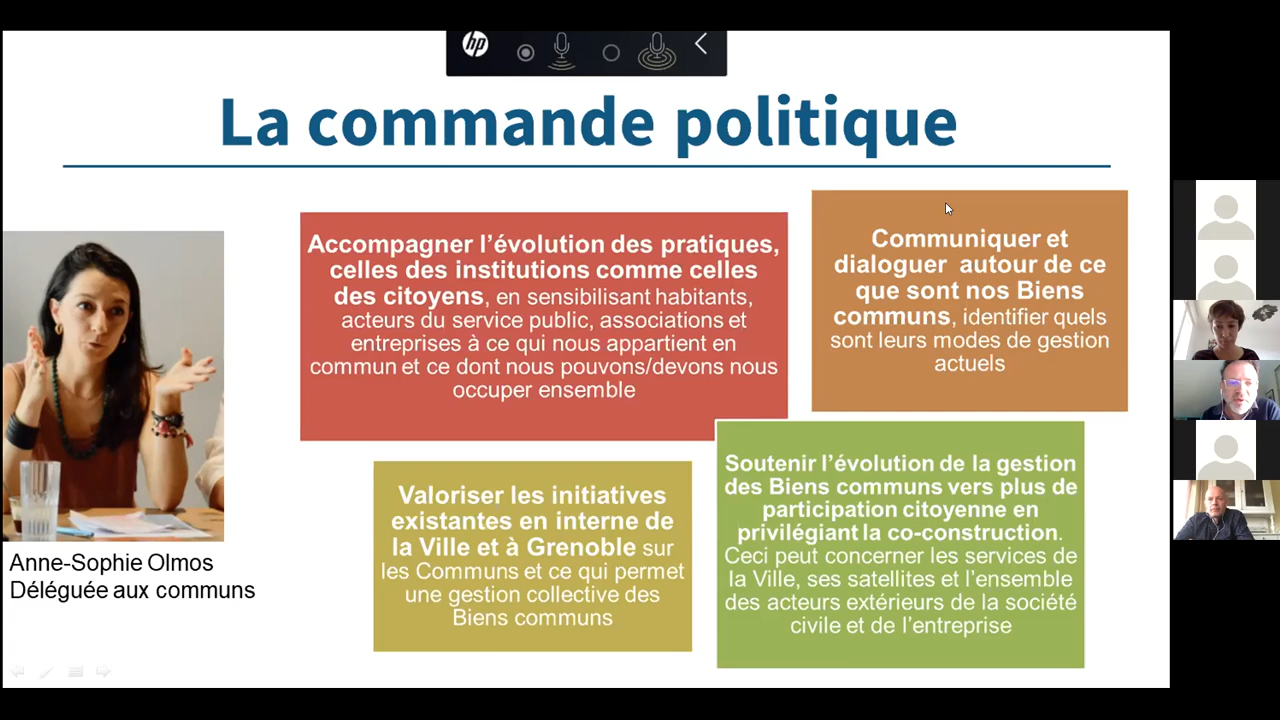 hp
La commande politique
Accompagner l’évolution des pratiques,
celles des institutions comme celles
des citoyens, en sensibilisant habitants,
acteurs du service public, associations et
entreprises à ce qui nous appartient en
commun et ce dont nous pouvons/devons nous
occuper ensemble
Communiquer et
dialoguer autour de ce
que sont nos Biens
communs, identifier quels
sont leurs modes de gestion
actuels
Valoriser les initiatives
existantes en interne de
la Ville et à Grenoble sur
les Communs et ce qui permet
une gestion collective des
Biens communs
Soutenir l’évolution de la gestion
des Biens communs vers plus de
participation citoyenne en
privilégiant la co-construction.
Ceci peut concerner les services de
la Ville, ses satellites et l’ensemble
des acteurs extérieurs de la société
civile et de l’entreprise
Anne-Sophie Olmos
Déléguée aux communs